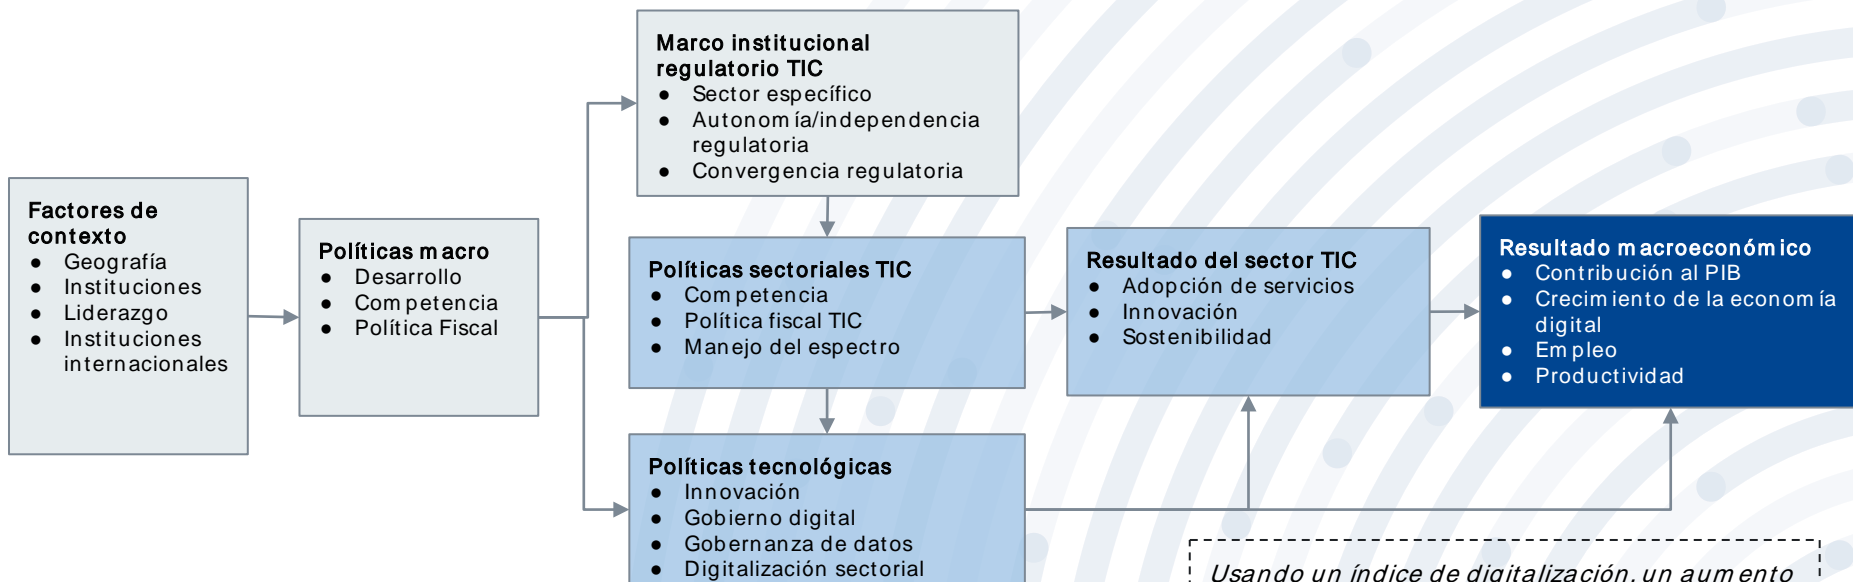 Marco institucional
regulatorio TIC
● Sector específico
● Autonomía/independencia
regulatoria
● Convergencia regulatoria
Factores de
contexto
● Geografía
● Instituciones
● Liderazgo
● Instituciones
internacionales
Políticas macro
● Desarrollo
● Competencia
● Política Fiscal
Políticas sectoriales TIC
● Competencia
● Política fiscal TIC
● Manejo del espectro
Resultado del sector TIC
● Adopción de servicios
● Innovación
● Sostenibilidad
Resultado macroeconómico
● Contribución al PIB
● Crecimiento de la economía
digital
● Empleo
● Productividad
Políticas tecnológicas
● Innovación
● Gobierno digital
● Gobernanza de datos
● Digitalización sectorial
Usando un índice de digitalización, un aumento